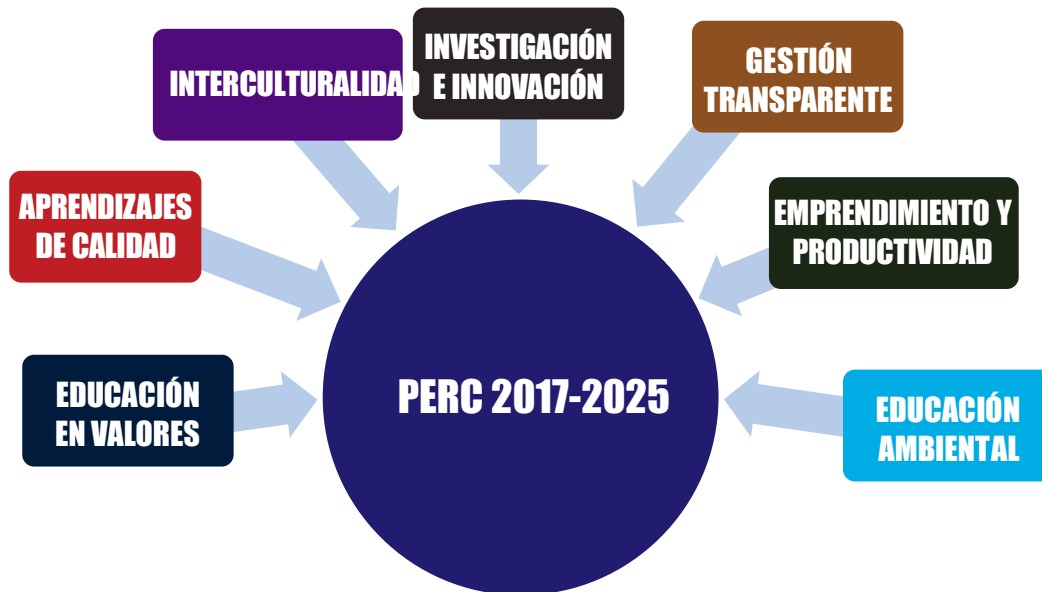 INTERCULTURALIDAD
INVESTIGACIÓN
E INNOVACIÓN
GESTIÓN
TRANSPARENTE
APRENDIZAJES
DE CALIDAD
EMPRENDIMIENTO Y
PRODUCTIVIDAD
EDUCACIÓN
EN VALORES
PERC 2017-2025
EDUCACIÓN
AMBIENTAL